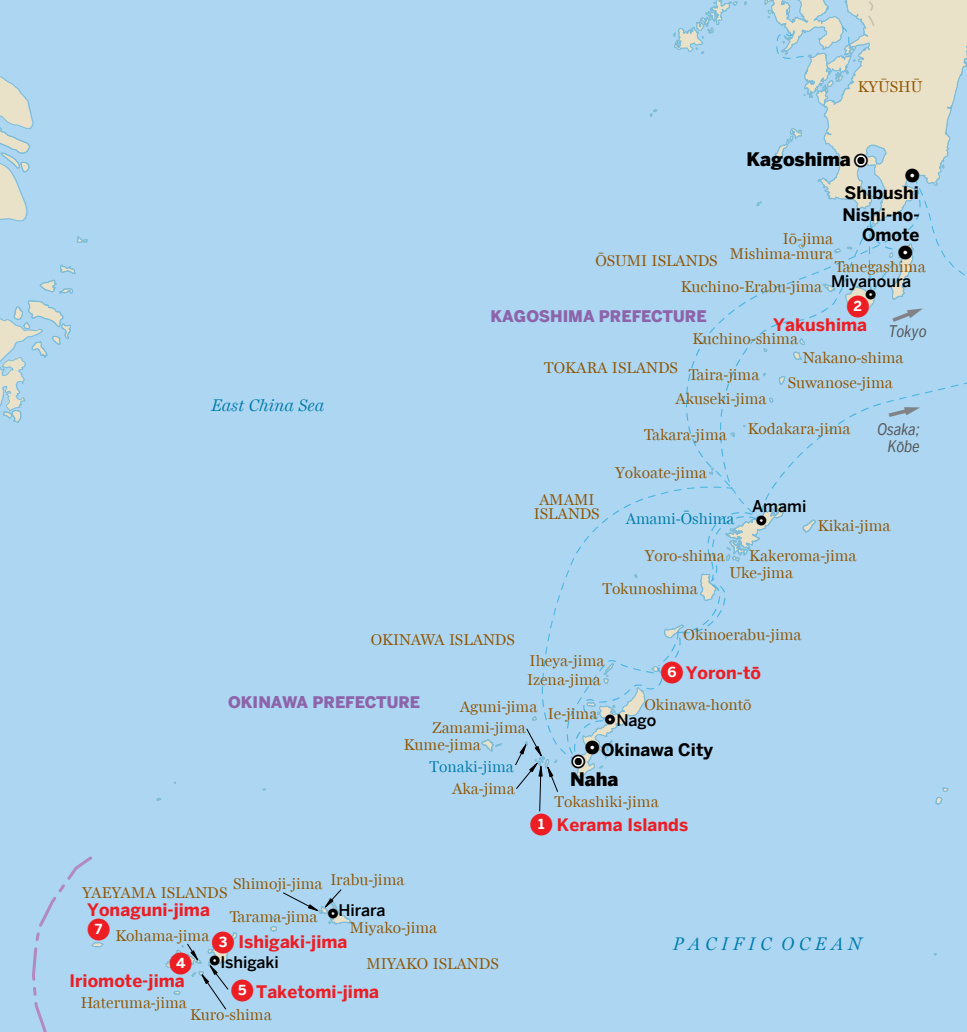 KYŪSHŪ
Kagoshima
Shibushi
Nishi-no-
Omote
Iō-jima
Mishima-mura
ŌSUMI ISLANDS
Tanegashima
Kuchino-Erabu-jima
Miyanoura
2
KAGOSHIMA PREFECTURE
Yakushima
Tokyo
Kuchino-shima
Nakano-shima
TOKARA ISLANDS
Taira-jima
Suwanose-jima
Akuseki-jima
East China Sea
Takara-jima
Kodakara-jima
Osaka;
Kōbe
Yokoate-jima
AMAMI
ISLANDS
Amami
Amami-Ōshima
Kikai-jima
Yoro-shima
Kakeroma-jima
Uke-jima
Tokunoshima
OKINAWA ISLANDS
Okinoerabu-jima
Iheya-jima
6 Yoron-tō
Izena-jima
OKINAWA PREFECTURE
Aguni-jima
Ie-jima
Okinawa-hontō
Nago
Zamami-jima
Kume-jima
Okinawa City
Tonaki-jima
Naha
Aka-jima
Tokashiki-jima
1 Kerama Islands
YAEYAMA ISLANDS
Shimoji-jima
Irabu-jima
Yonaguni-jima
7
Hirara
Tarama-jima
Miyako-jima
Kohama-jima
3 Ishigaki-jima
PACIFIC OCEAN
4
Ishigaki
MIYAKO ISLANDS
Iriomote-jima
5 Taketomi-jima
Hateruma-jima
Kuro-shima